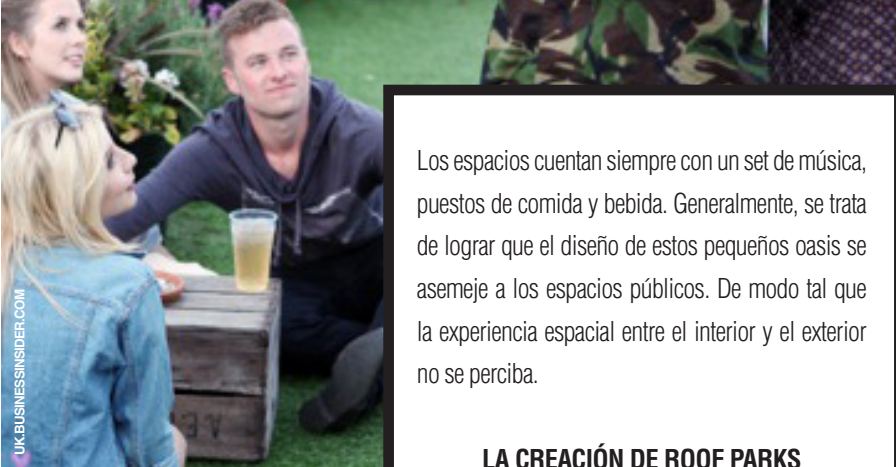 Los espacios cuentan siempre con un set de música,
puestos de comida y bebida. Generalmente, se trata
de lograr que el diseño de estos pequeños oasis se
asemeje a los espacios públicos. De modo tal que
la experiencia espacial entre el interior y el exterior
no se perciba.
LA CREACIÓN DE ROOF PARKS
UK.BUSINESSINSIDER.COM